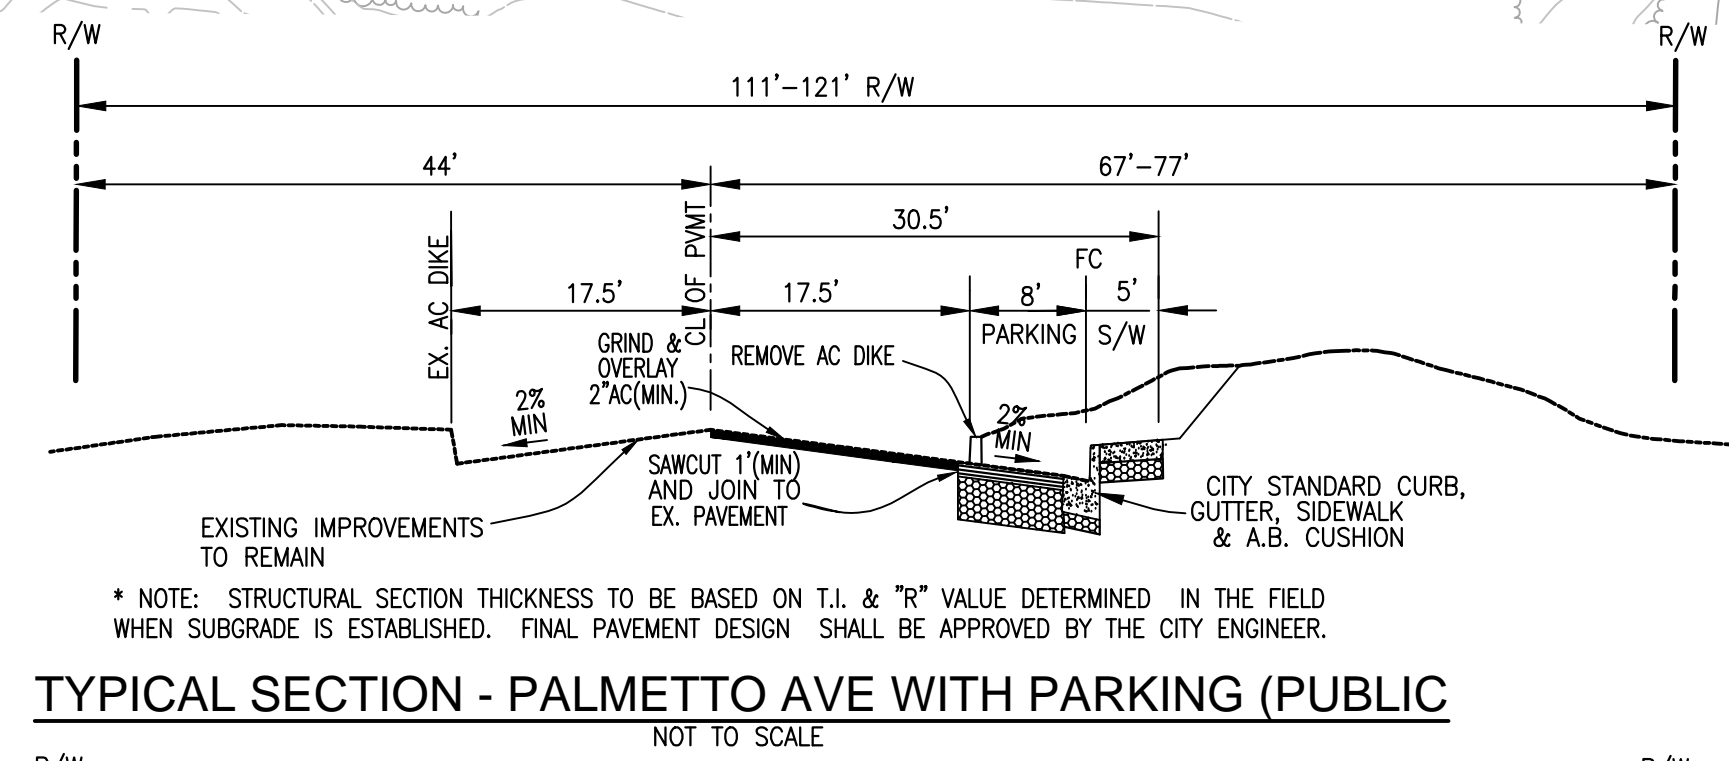 R/W
R/W
111'-121' R/W
44'
67'-77'
30.5'
EX. AC DIKE
CL OF PVMT
FC
17.5'
17.5'
8'
5'
PARKING
S/W
GRIND &
OVERLAY
2"AC(MIN.)
REMOVE AC DIKE
2%
MIN
2%
MIN
SAWCUT 1'(MIN)
AND JOIN TO
EX. PAVEMENT
EXISTING IMPROVEMENTS
TO REMAIN
CITY STANDARD CURB,
GUTTER, SIDEWALK
& A.B. CUSHION
* NOTE: STRUCTURAL SECTION THICKNESS TO BE BASED ON T.I. & "R" VALUE DETERMINED IN THE FIELD
WHEN SUBGRADE IS ESTABLISHED. FINAL PAVEMENT DESIGN SHALL BE APPROVED BY THE CITY ENGINEER.
TYPICAL SECTION - PALMETTO AVE WITH PARKING (PUBLIC
NOT TO SCALE
R/W
R/W